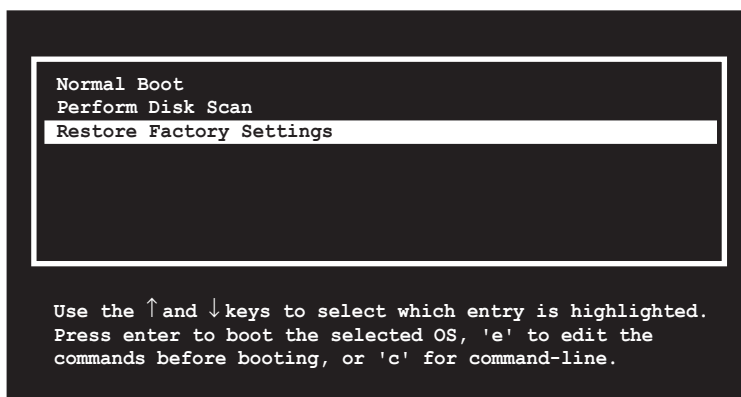 Normal Boot
Perform Disk Scan
Restore Factory Settings
Use the ↑ and ↓ keys to select which entry is highlighted.
Press enter to boot the selected OS, 'e' to edit the
commands before booting, or 'c' for command-line.